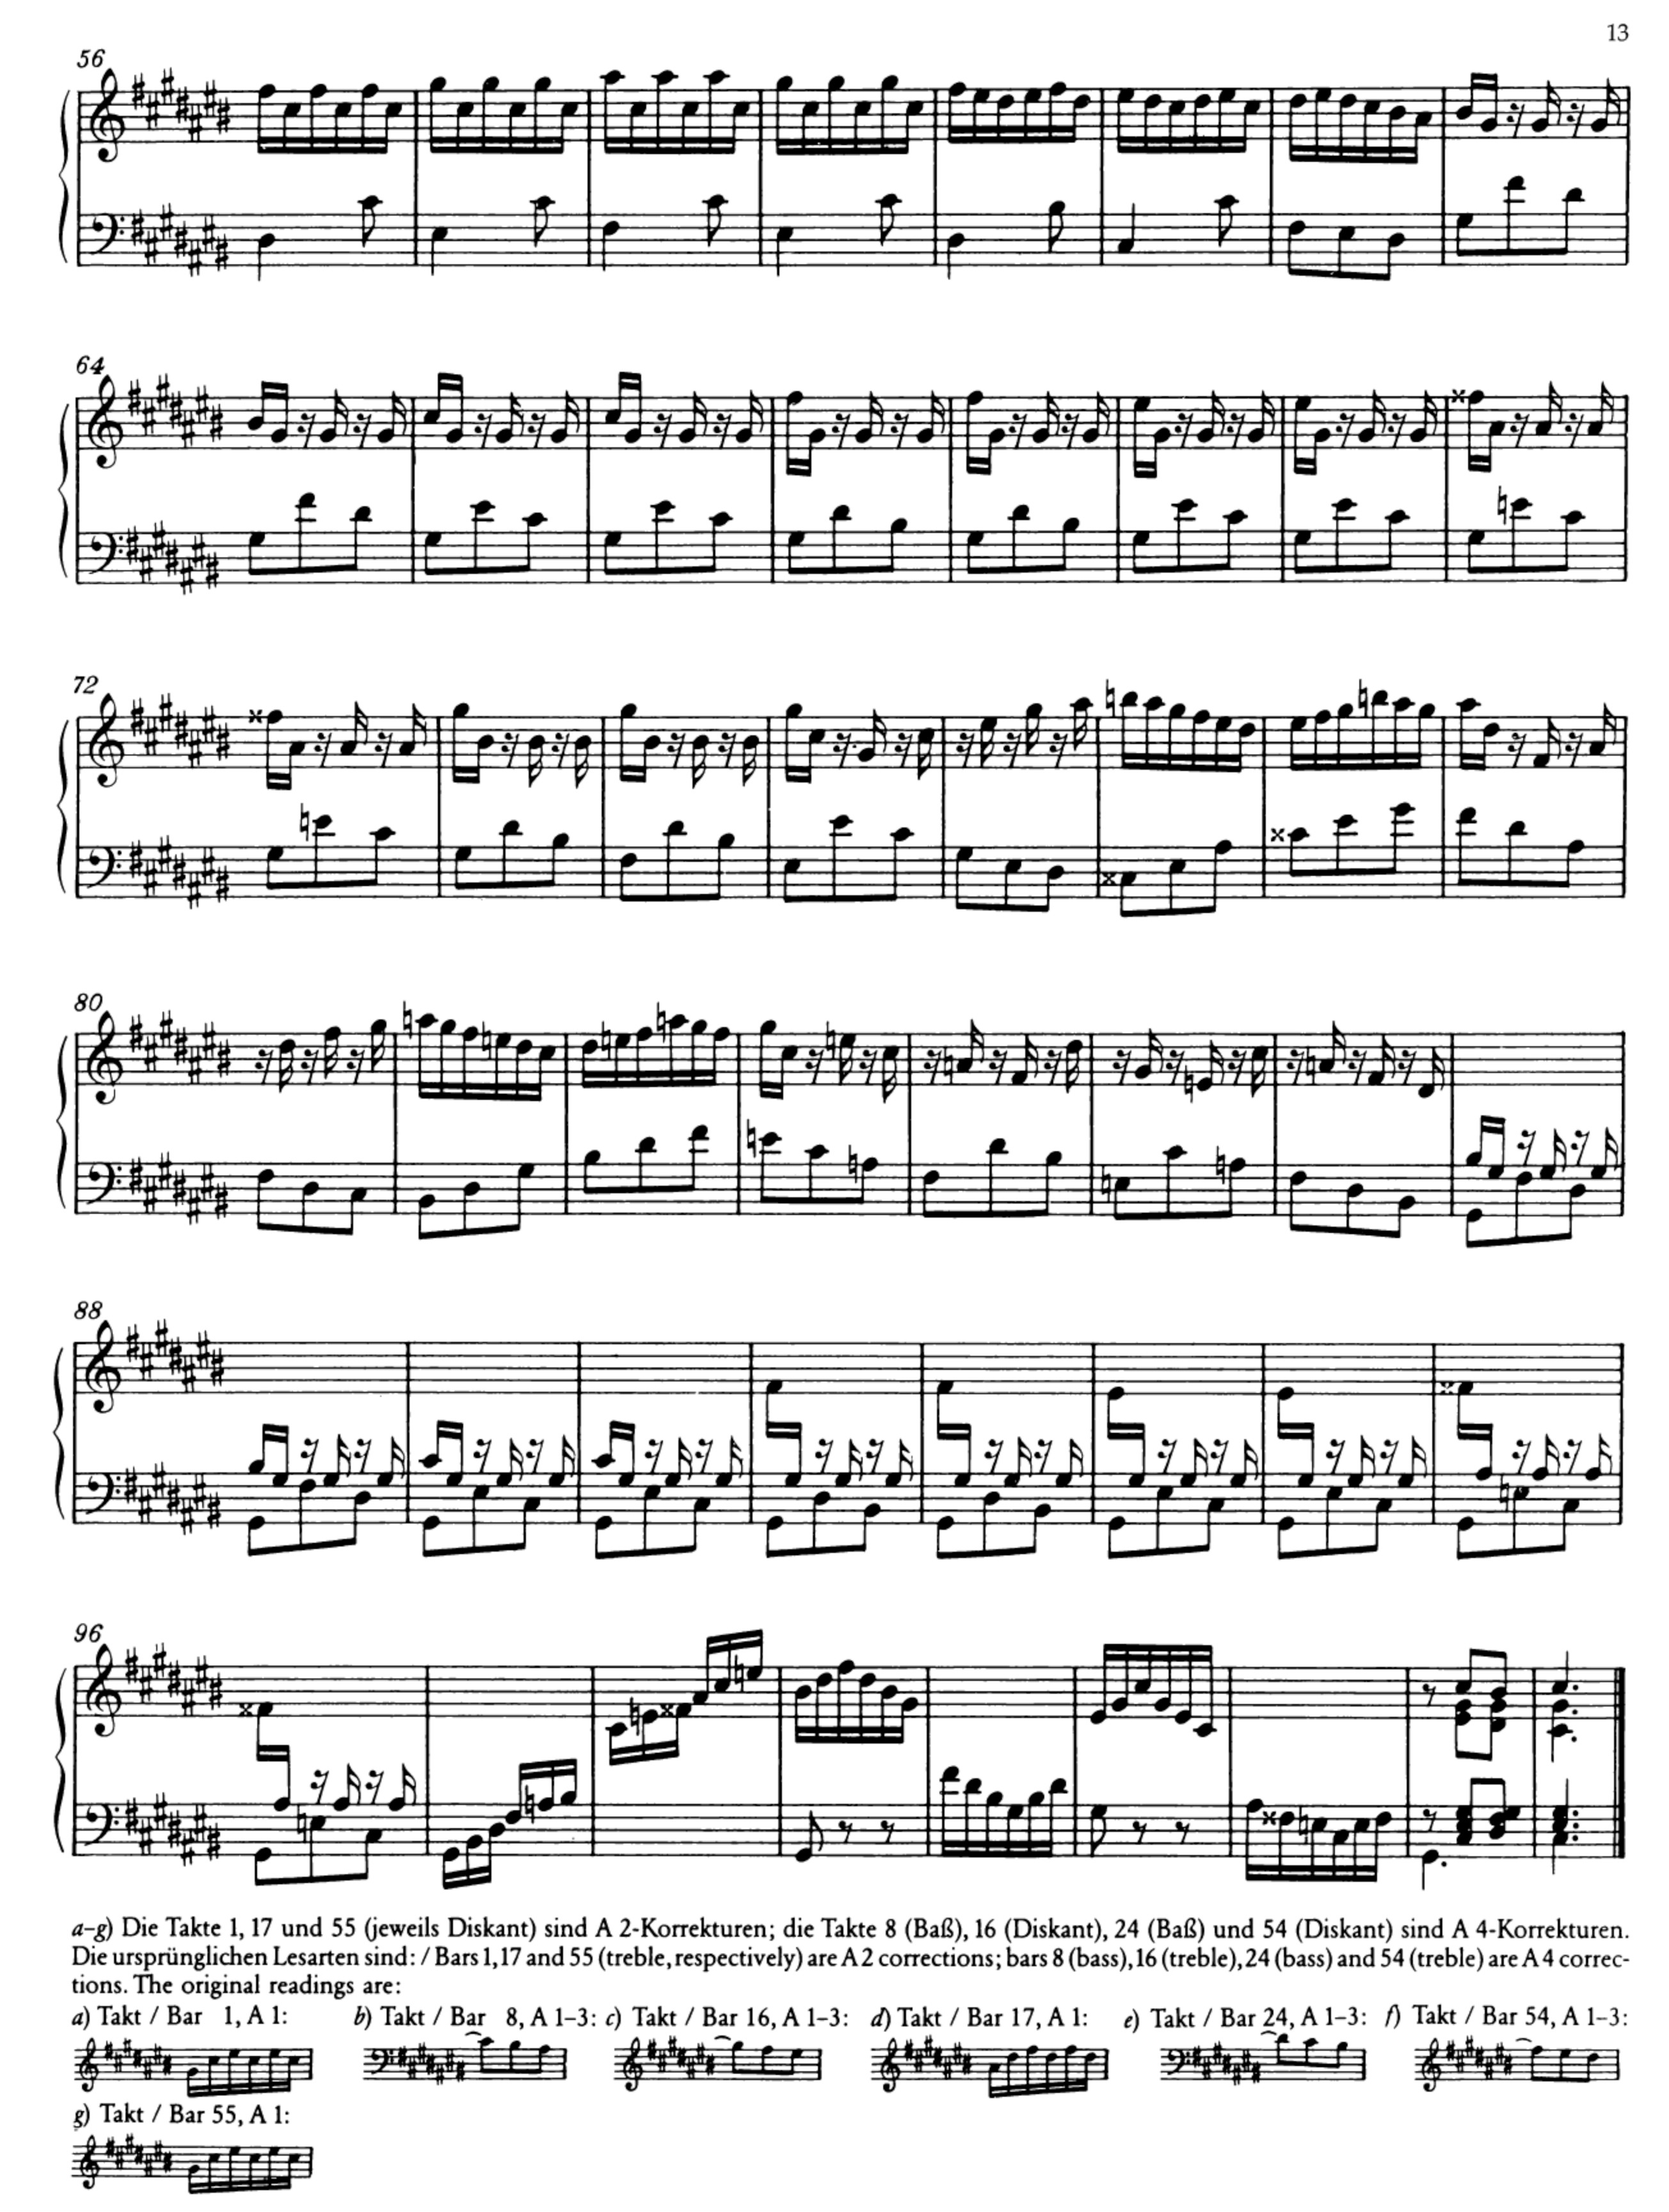 13
56
64
72
80
88
96
a–g) Die Takte 1, 17 und 55 (jeweils Diskant) sind A 2-Korrekturen; die Takte 8 (Baß), 16 (Diskant), 24 (Baß) und 54 (Diskant) sind A 4-Korrekturen.
Die ursprünglichen Lesarten sind: / Bars 1, 17 and 55 (treble, respectively) are A 2 corrections; bars 8 (bass), 16 (treble), 24 (bass) and 54 (treble) are A 4 correc-
tions. The original readings are:
a) Takt / Bar 1, A 1: b) Takt / Bar 8, A 1–3: c) Takt / Bar 16, A 1–3: d) Takt / Bar 17, A 1: e) Takt / Bar 24, A 1–3: f) Takt / Bar 54, A 1–3:
g) Takt / Bar 55, A 1: